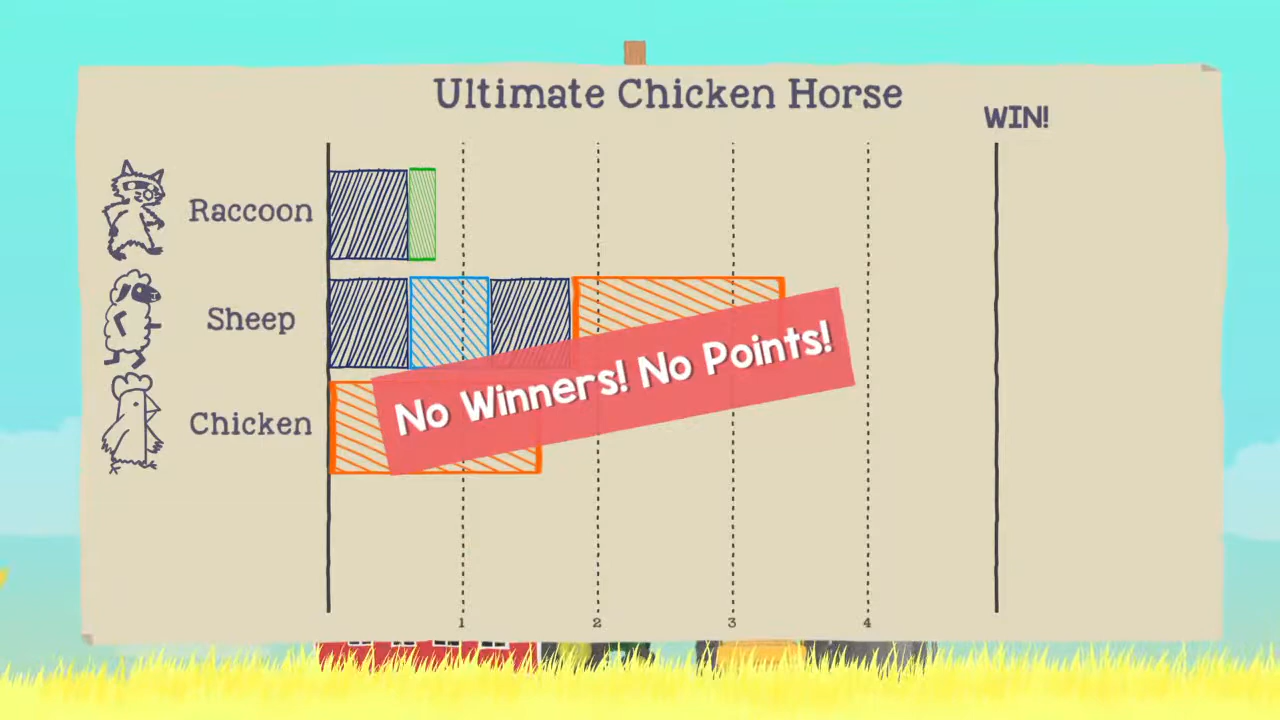 Ultimate Chicken Horse
WIN!
Raccoon
Sheep
No Winners! No Points!
Chicken
1 2 3 4